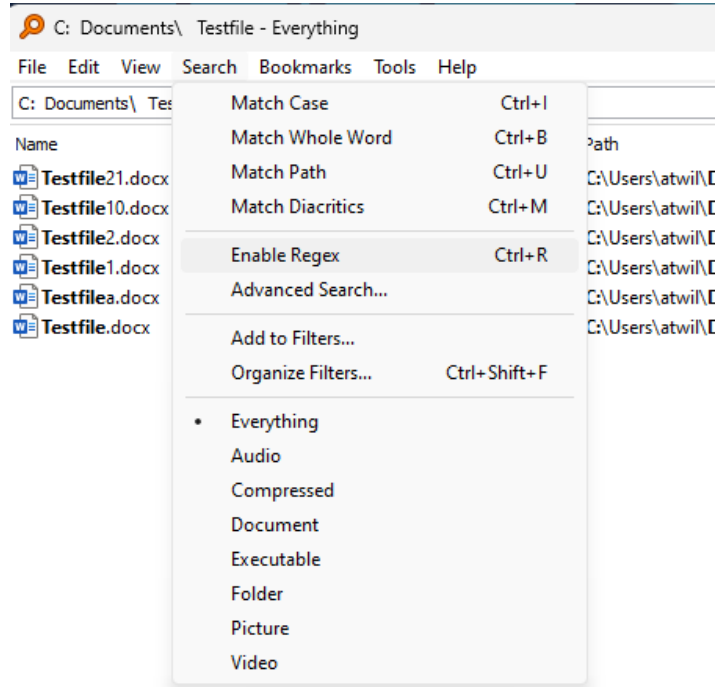 C: Documents\ Testfile - Everything
File Edit View Search Bookmarks Tools Help
C: Documents\ Tes
Name Path
Testfile21.docx C:\Users\atwil\D
Testfile10.docx C:\Users\atwil\D
Testfile2.docx C:\Users\atwil\D
Testfile1.docx C:\Users\atwil\D
Testfilea.docx C:\Users\atwil\D
Testfile.docx C:\Users\atwil\D
Match Case Ctrl+I
Match Whole Word Ctrl+B
Match Path Ctrl+U
Match Diacritics Ctrl+M
Enable Regex Ctrl+R
Advanced Search...
Add to Filters...
Organize Filters... Ctrl+Shift+F
• Everything
Audio
Compressed
Document
Executable
Folder
Picture
Video